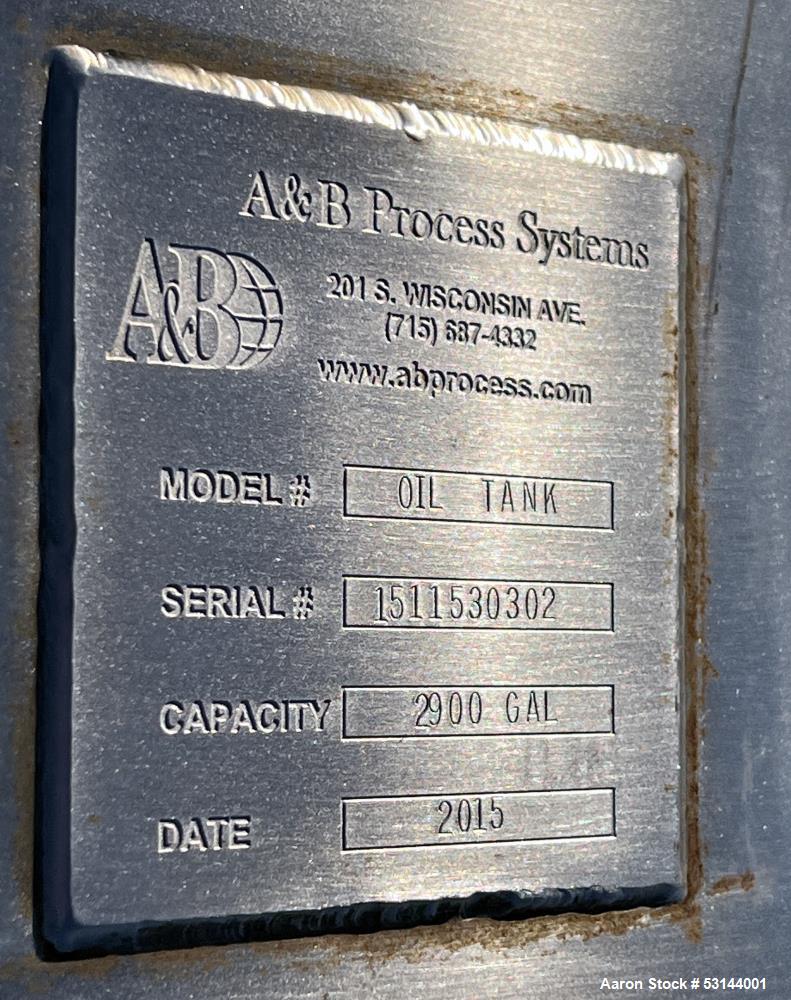 A&B Process Systems
A&B
201 S. WISCONSIN AVE.
(715) 687-4332
www.abprocess.com
MODEL # OIL TANK
SERIAL # 1511530302
CAPACITY 2900 GAL
DATE 2015
Aaron Stock # 53144001